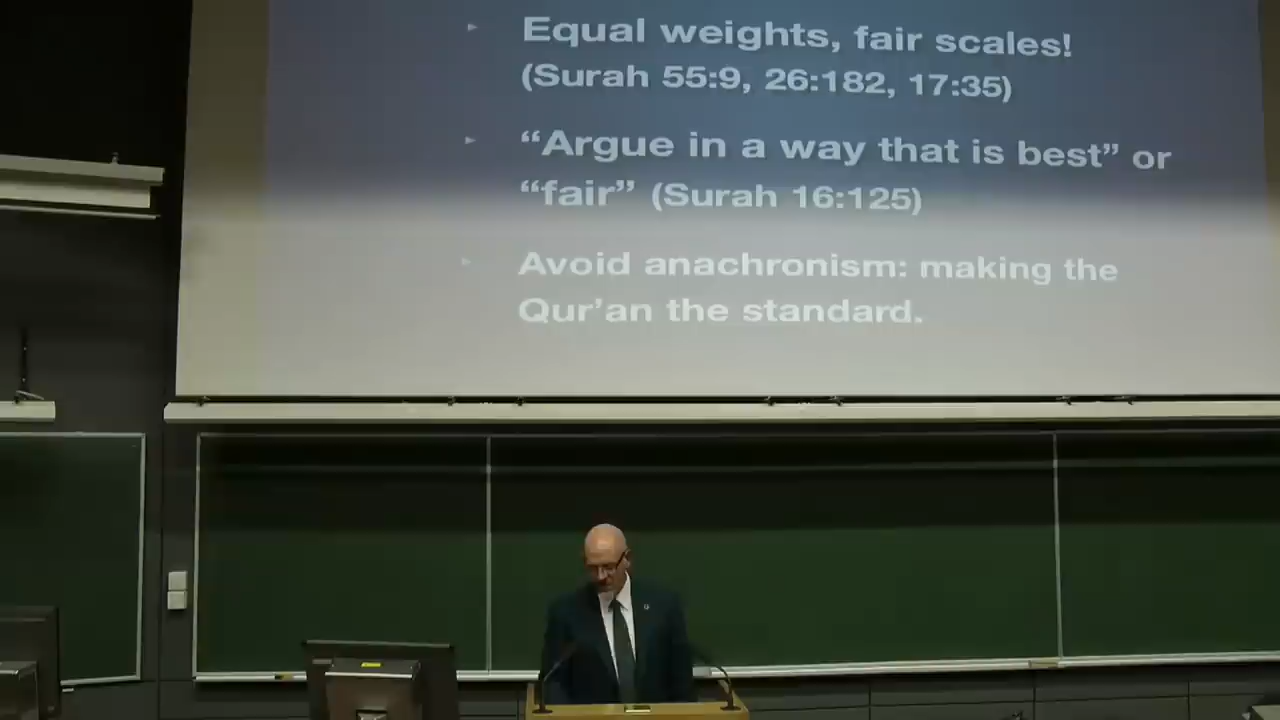 Equal weights, fair scales!
(Surah 55:9, 26:182, 17:35)
“Argue in a way that is best” or
“fair” (Surah 16:125)
Avoid anachronism: making the
Qur’an the standard.